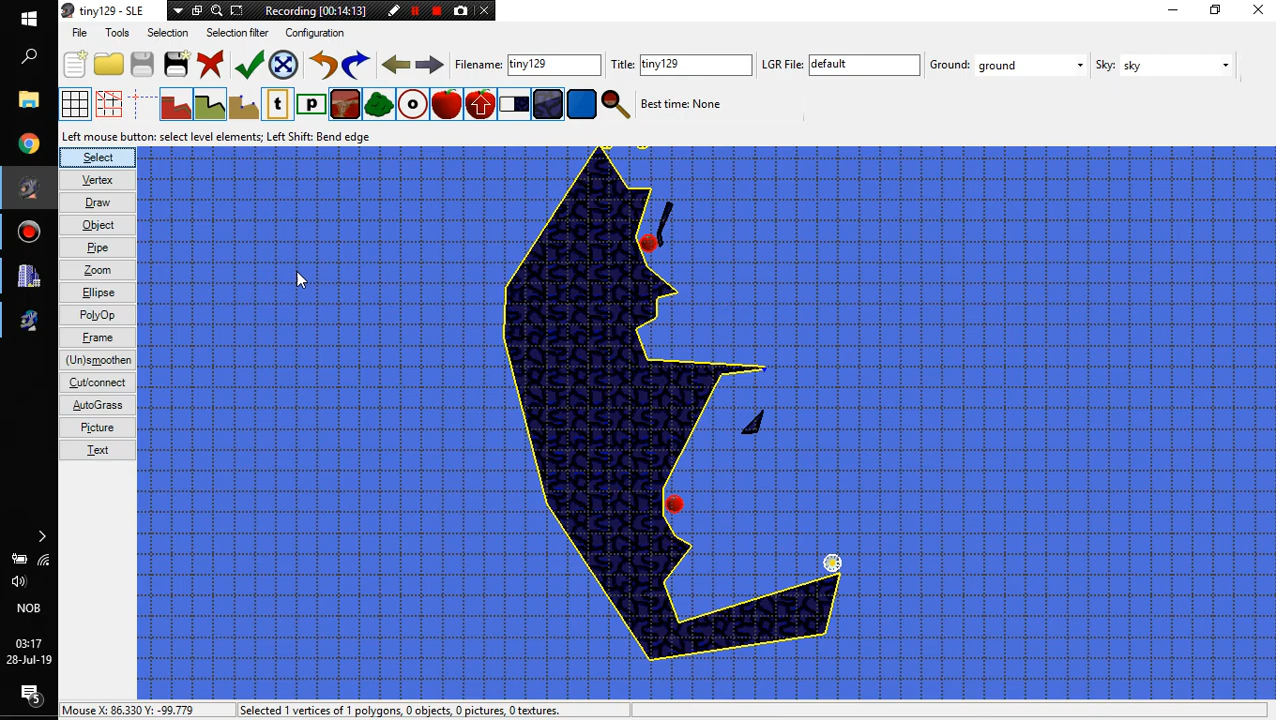 tiny129 - SLE
Recording [00:14:13]
File Tools Selection Selection filter Configuration
Filename: tiny129 Title: tiny129 LGR File: default Ground: ground Sky: sky
t p o Best time: None
Left mouse button: select level elements; Left Shift: Bend edge
Select
Vertex
Draw
Object
Pipe
Zoom
Ellipse
PolyOp
Frame
(Un)smoothen
Cut/connect
AutoGrass
Picture
Text
NOB
03:17
28-Jul-19
5
Mouse X: 86.330 Y: -99.779 Selected 1 vertices of 1 polygons, 0 objects, 0 pictures, 0 textures.